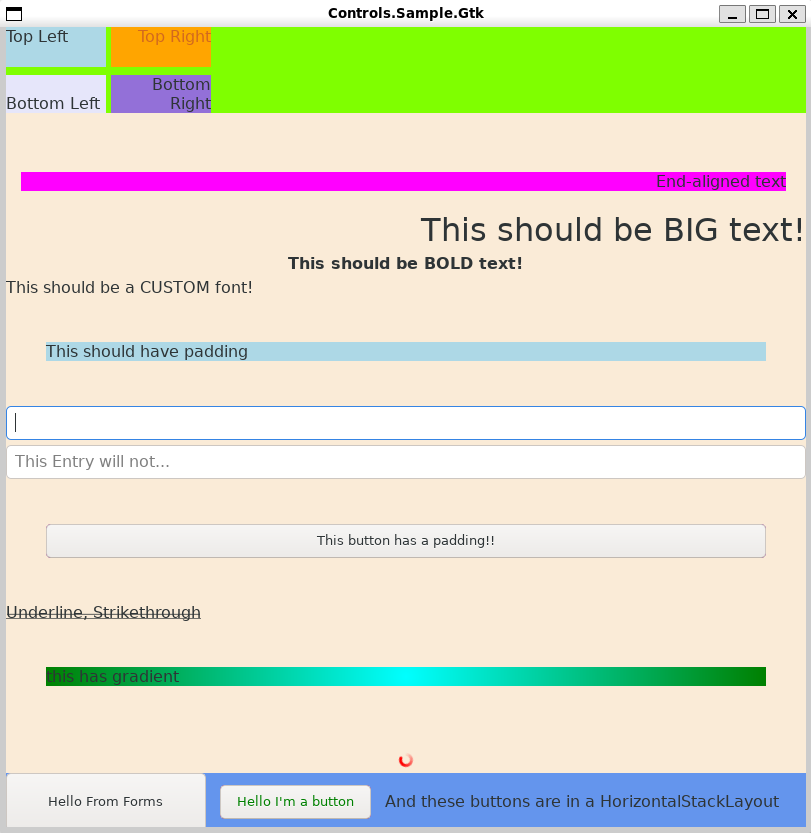 Controls.Sample.Gtk
Top Left
Top Right
Bottom Left
Bottom
Right
End-aligned text
This should be BIG text!
This should be BOLD text!
This should be a CUSTOM font!
This should have padding
This Entry will not...
This button has a padding!!
Underline, Strikethrough
this has gradient
Hello From Forms
Hello I'm a button
And these buttons are in a HorizontalStackLayout